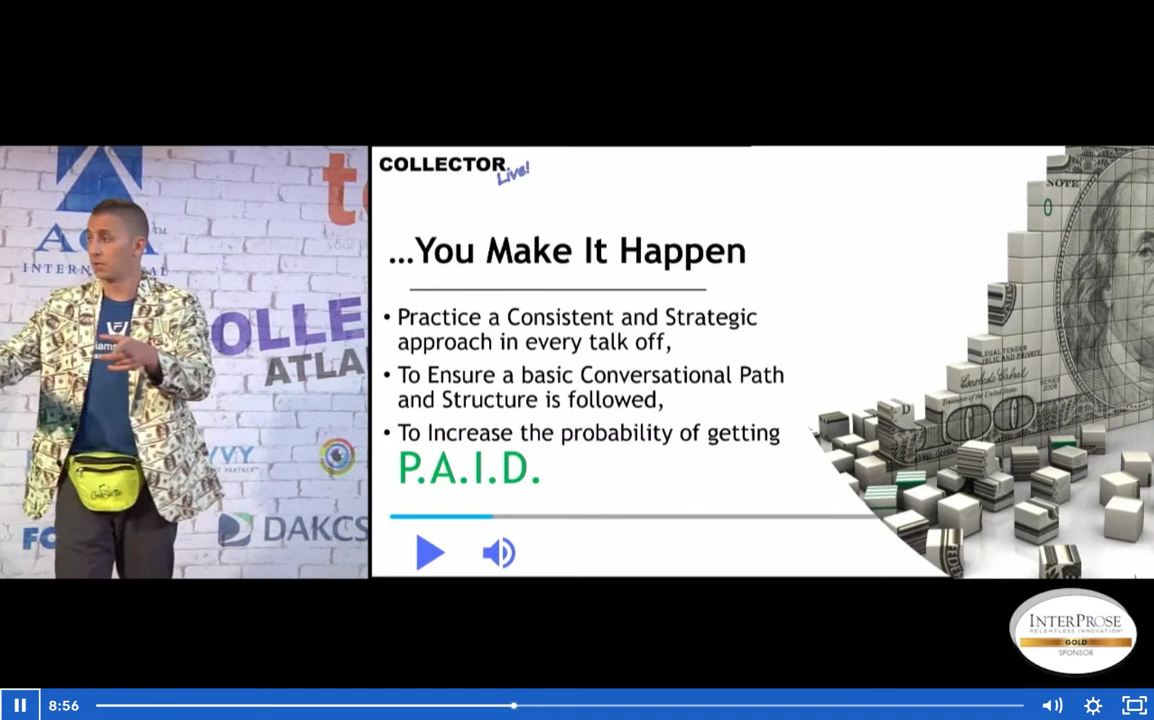 COLLECTOR
Live!
...You Make It Happen
• Practice a Consistent and Strategic
approach in every talk off,
• To Ensure a basic Conversational Path
and Structure is followed,
• To Increase the probability of getting
P.A.I.D.
INTERNATIONAL
OLLE
ATLA
DAKCS
NOTE
100
INTERPROSE
RELENTLESS INNOVATION
GOLD
SPONSOR
8:56